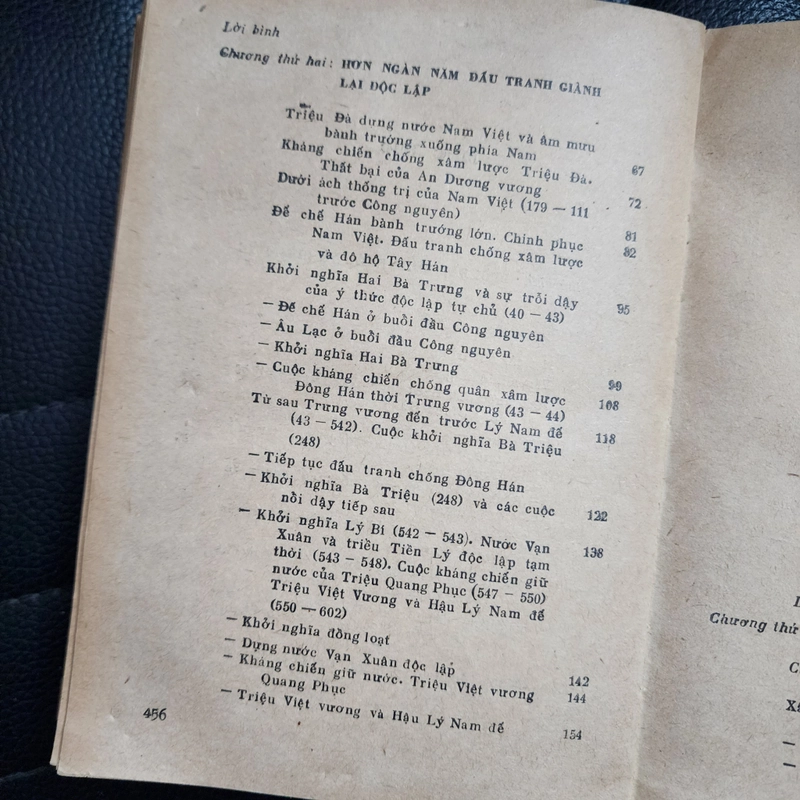 Lời bình
Chương thứ hai: HƠN NGÀN NĂM ĐẤU TRANH GIÀNH
LẠI ĐỘC LẬP
Triệu Đà dựng nước Nam Việt và âm mưu
bành trướng xuống phía Nam 67
Kháng chiến chống xâm lược Triệu Đà.
Thất bại của An Dương vương 72
Dưới ách thống trị của Nam Việt (179 — 111
trước Công nguyên) 81
Đế chế Hán bành trướng lớn. Chinh phục 82
Nam Việt. Đấu tranh chống xâm lược
và đô hộ Tây Hán
Khởi nghĩa Hai Bà Trưng và sự trỗi dậy
của ý thức độc lập tự chủ (40 — 43) 95
— Đế chế Hán ở buổi đầu Công nguyên
— Âu Lạc ở buổi đầu Công nguyên
— Khởi nghĩa Hai Bà Trưng 99
— Cuộc kháng chiến chống quân xâm lược 108
Đông Hán thời Trưng vương (43 — 44)
Từ sau Trưng vương đến trước Lý Nam đế 118
(43 — 542). Cuộc khởi nghĩa Bà Triệu
(248)
— Tiếp tục đấu tranh chống Đông Hán
— Khởi nghĩa Bà Triệu (248) và các cuộc 122
nổi dậy tiếp sau
— Khởi nghĩa Lý Bí (542 — 543). Nước Vạn 138
Xuân và triều Tiền Lý độc lập tạm
thời (543 — 548). Cuộc kháng chiến giữ
nước của Triệu Quang Phục (547 — 550)
Triệu Việt Vương và Hậu Lý Nam đế
(550 — 602)
— Khởi nghĩa đồng loạt
— Dựng nước Vạn Xuân độc lập 142
— Kháng chiến giữ nước. Triệu Việt vương 144
Quang Phục
— Triệu Việt vương và Hậu Lý Nam đế 154
456
Chương thứ